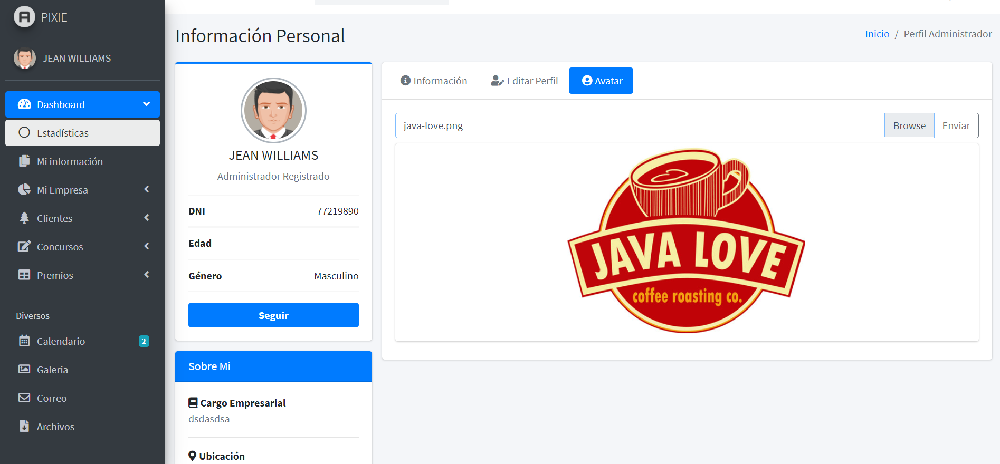 PIXIE
JEAN WILLIAMS
Dashboard
Estadísticas
Mi información
Mi Empresa
Clientes
Concursos
Premios
Diversos
Calendario 2
Galeria
Correo
Archivos
Información Personal
Inicio / Perfil Administrador
JEAN WILLIAMS
Administrador Registrado
DNI 77219890
Edad --
Género Masculino
Seguir
Sobre Mi
Cargo Empresarial
dsdasdsa
Ubicación
Información Editar Perfil Avatar
java-love.png Browse Enviar
JAVA LOVE
coffee roasting co.